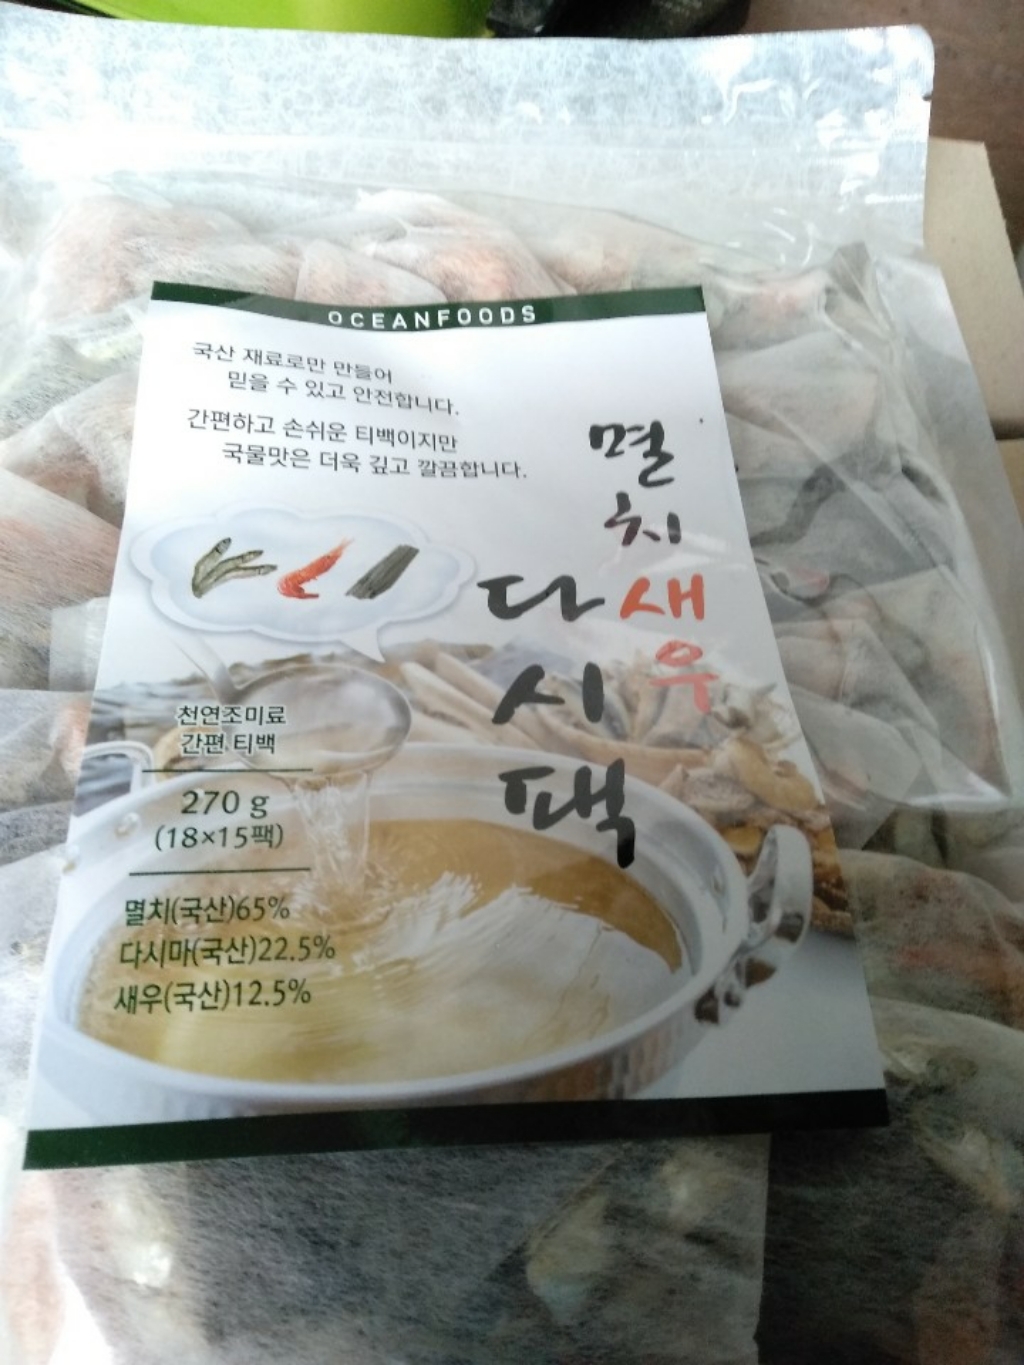 OCEANFOODS
국산 재료로만 만들어
믿을 수 있고 안전합니다.
간편하고 손쉬운 티백이지만
국물맛은 더욱 깊고 깔끔합니다.
멸치새우
다시팩
천연조미료
간편 티백
270 g
(18×15팩)
멸치(국산)65%
다시마(국산)22.5%
새우(국산)12.5%